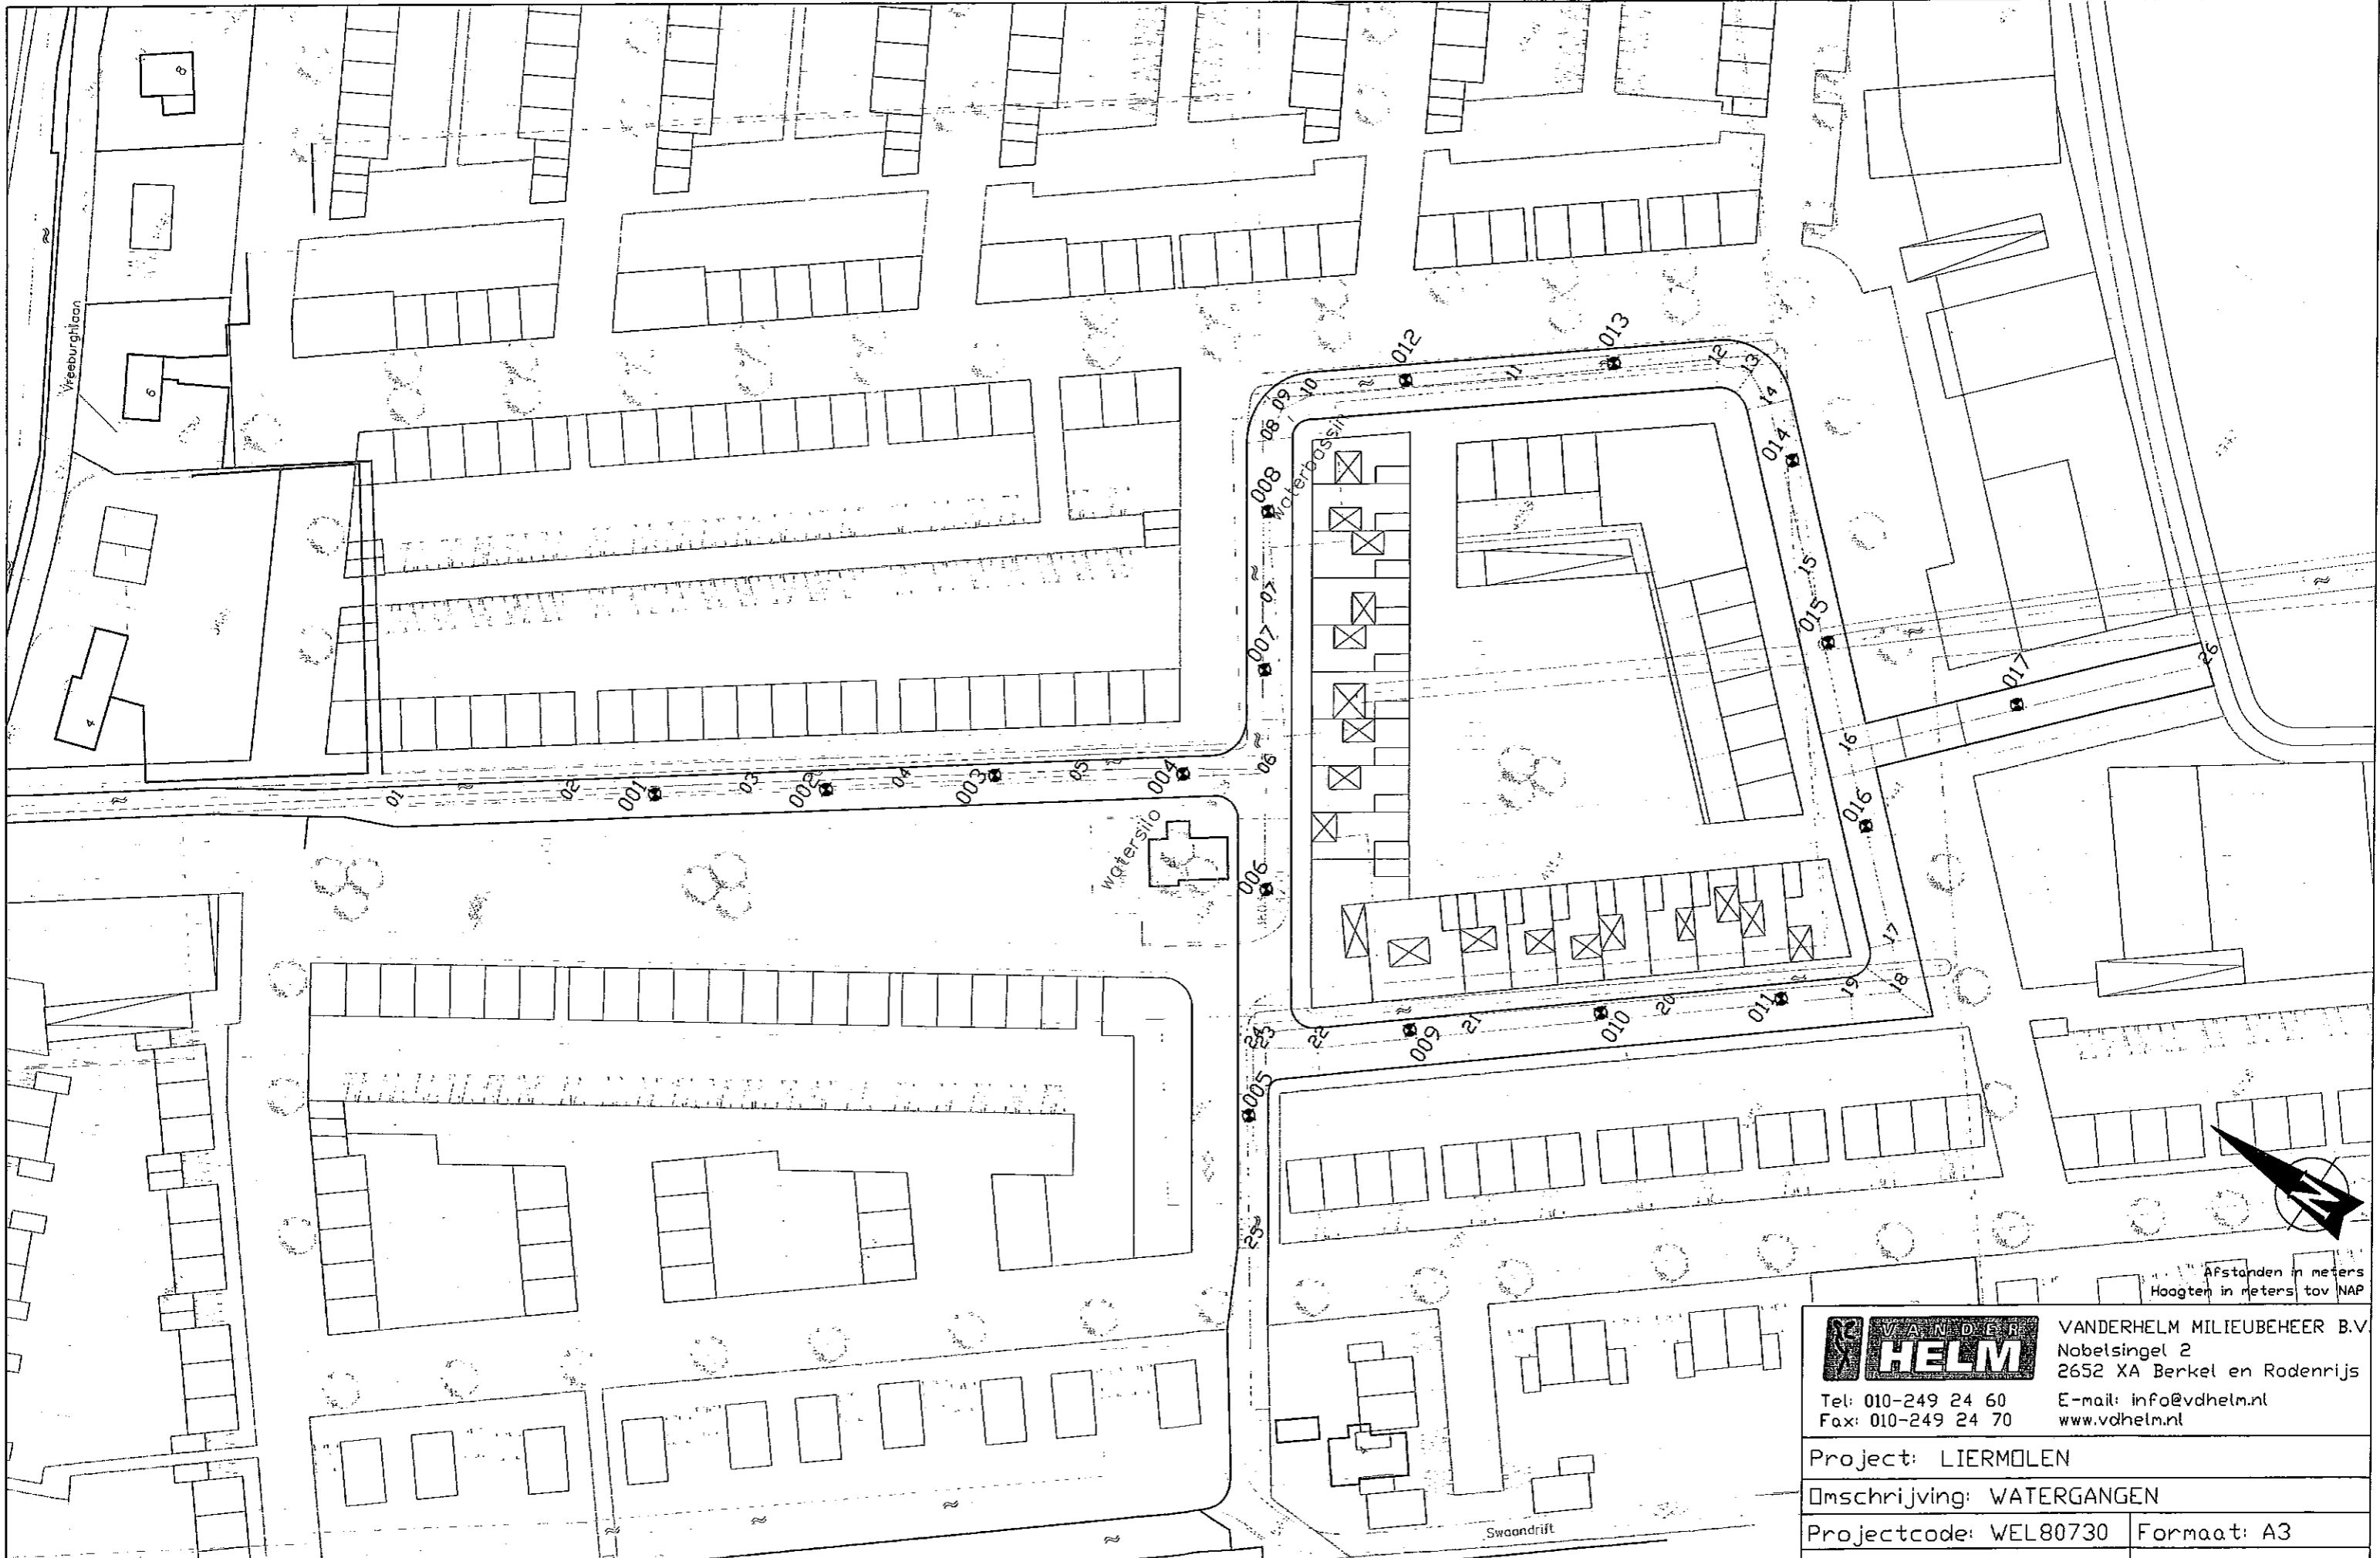 8
Vreeburghlaan
6
4
01
02
001
03
002
04
003
05
004
06
watersilo
006
007
07
008
waterbassin
08
09
10
012
11
013
12
13
14
014
15
015
16
017
26
016
17
18
19
011
20
010
21
009
22
23
24
005
25
Swaandrift
N
Afstanden in meters
Hoogten in meters tov NAP
VANDER
HELM
VANDERHELM MILIEUBEHEER B.V.
Nobelsingel 2
2652 XA Berkel en Rodenrijs
Tel: 010-249 24 60 E-mail: info@vdhelm.nl
Fax: 010-249 24 70 www.vdhelm.nl
Project: LIERMOLEN
Omschrijving: WATERGANGEN
Projectcode: WEL80730 Formaat: A3